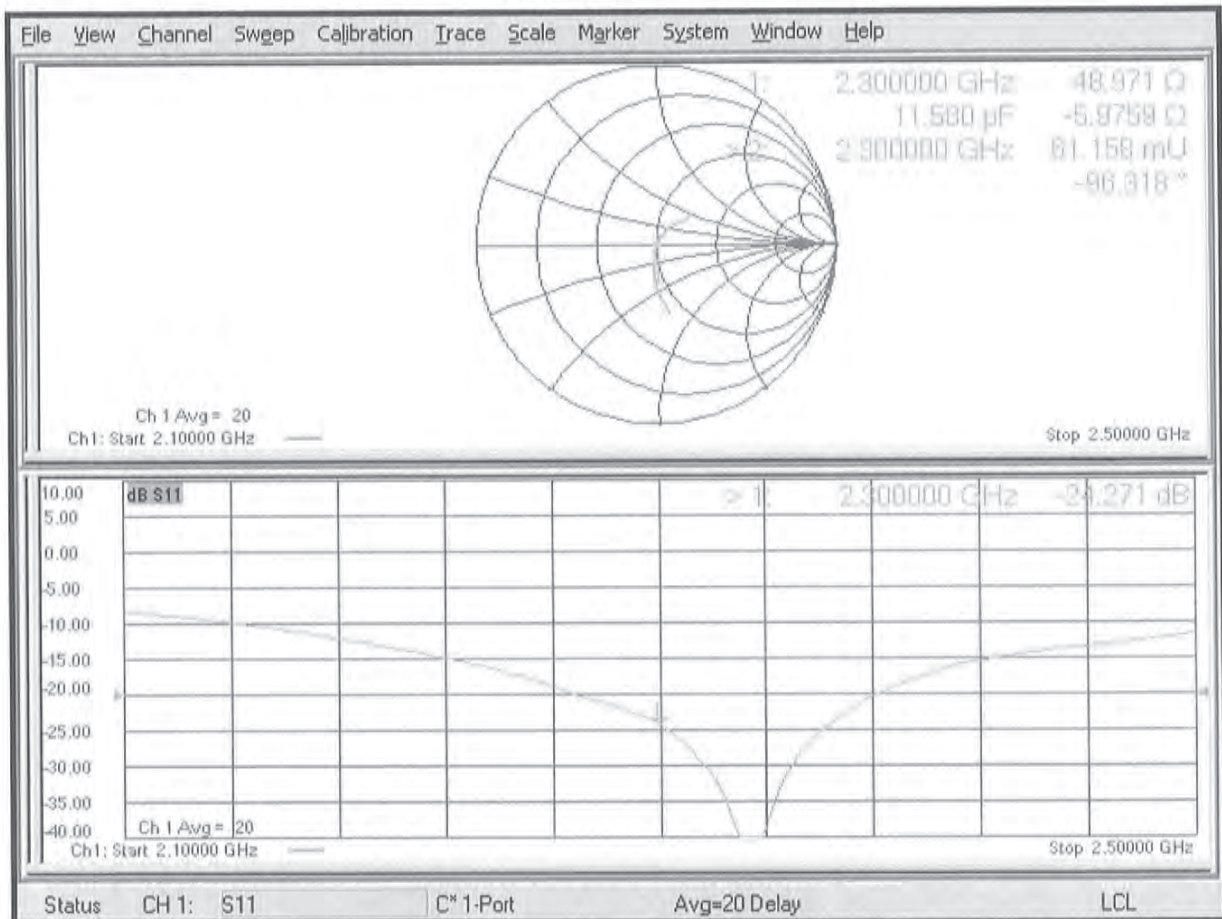 File View Channel Sweep Calibration Trace Scale Marker System Window Help
1: 2.300000 GHz 48.971 Ω
11.580 pF -5.9759 Ω
>2: 2.300000 GHz 61.158 mU
-96.318 °
Ch 1 Avg = 20
Ch1: Start 2.10000 GHz
Stop 2.50000 GHz
10.00
dB S11
> 1: 2.300000 GHz -24.271 dB
5.00
0.00
-5.00
-10.00
-15.00
-20.00
-25.00
-30.00
-35.00
-40.00
Ch 1 Avg = 20
Ch1: Start 2.10000 GHz
Stop 2.50000 GHz
Status CH 1: S11 C* 1-Port Avg=20 Delay LCL